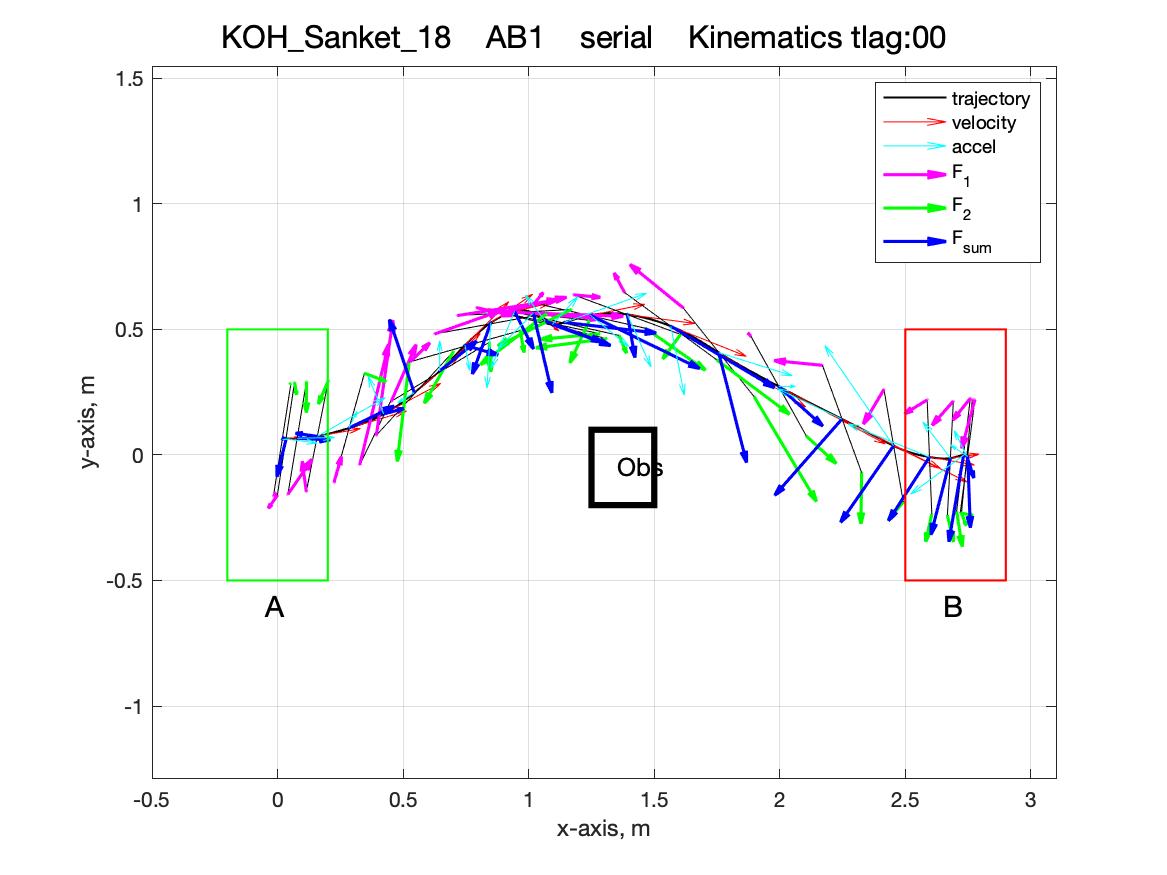 KOH_Sanket_18 AB1 serial Kinematics tlag:00
1.5
trajectory
velocity
accel
F1
F2
Fsum
1
0.5
y-axis, m
0
Obs
-0.5
A
B
-1
-0.5 0 0.5 1 1.5 2 2.5 3
x-axis, m